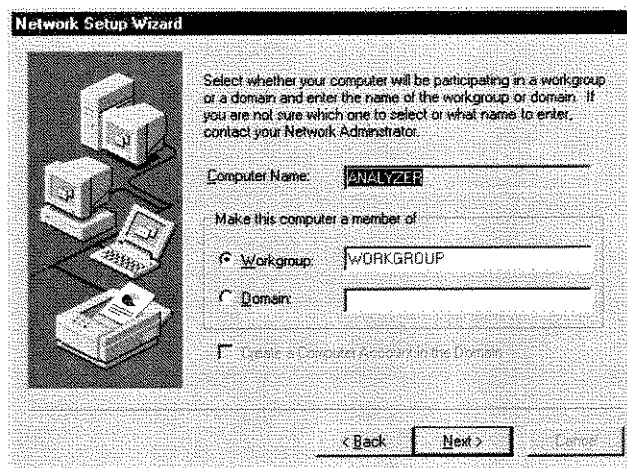 Network Setup Wizard
Select whether your computer will be participating in a workgroup
or a domain and enter the name of the workgroup or domain. If
you are not sure which one to select or what name to enter,
contact your Network Adminstrator.
Computer Name: ANALYZER
Make this computer a member of
Workgroup: WORKGROUP
Domain:
Create a Computer Account in the Domain
< Back Next > Cancel